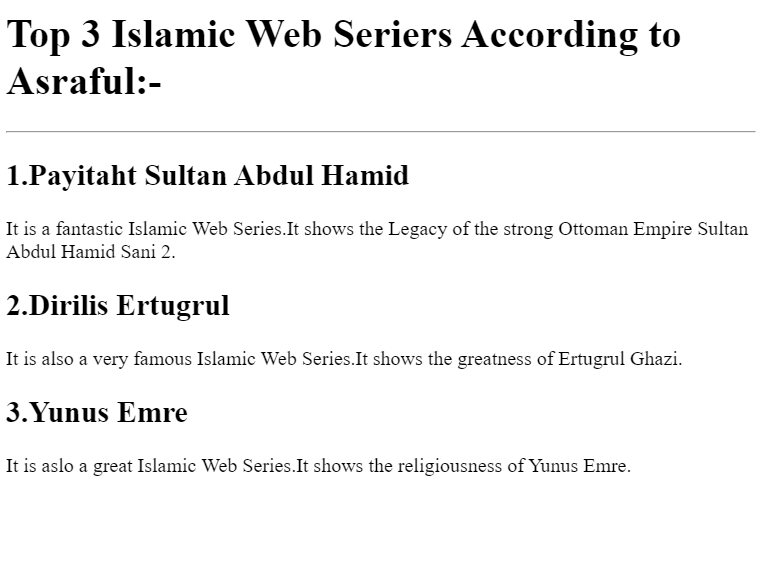 Top 3 Islamic Web Seriers According to
Asraful:-
1.Payitaht Sultan Abdul Hamid
It is a fantastic Islamic Web Series.It shows the Legacy of the strong Ottoman Empire Sultan
Abdul Hamid Sani 2.
2.Dirilis Ertugrul
It is also a very famous Islamic Web Series.It shows the greatness of Ertugrul Ghazi.
3.Yunus Emre
It is aslo a great Islamic Web Series.It shows the religiousness of Yunus Emre.